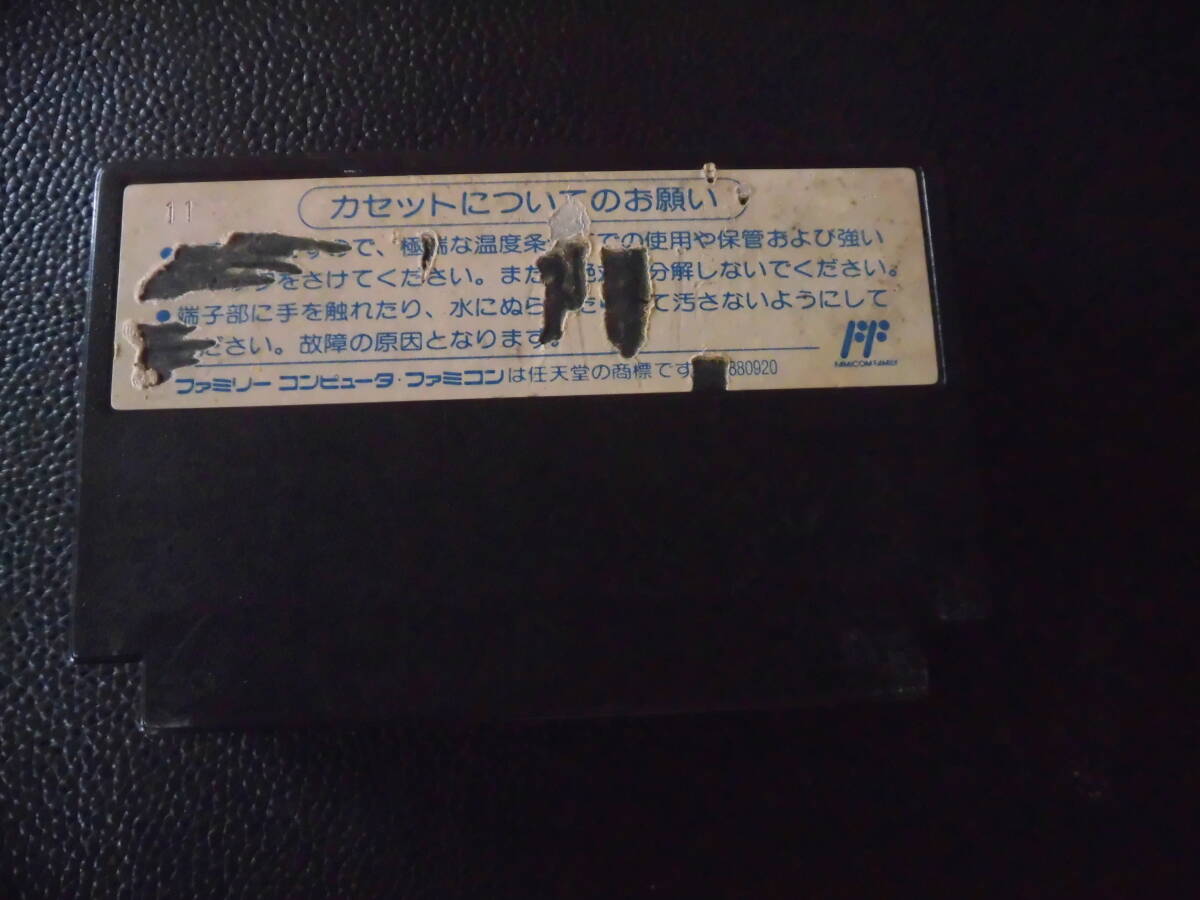 11
カセットについてのお願い
● で、極端な温度条 での使用や保管および強い
をさけてください。また 分解しないでください。
● 端子部に手を触れたり、水にぬら 汚さないようにして
ださい。故障の原因となります。
ファミリーコンピュータ・ファミコンは任天堂の商標です 880920
FF
FAMICOM FAMILY